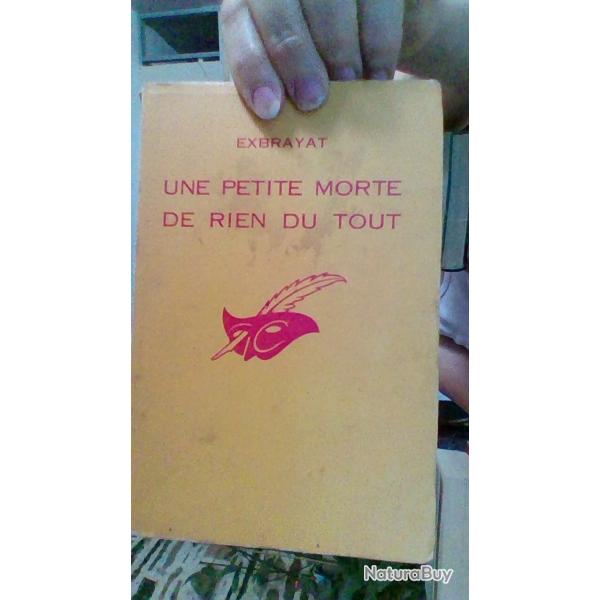 EXBRAYAT
UNE PETITE MORTE
DE RIEN DU TOUT
NaturaBuy